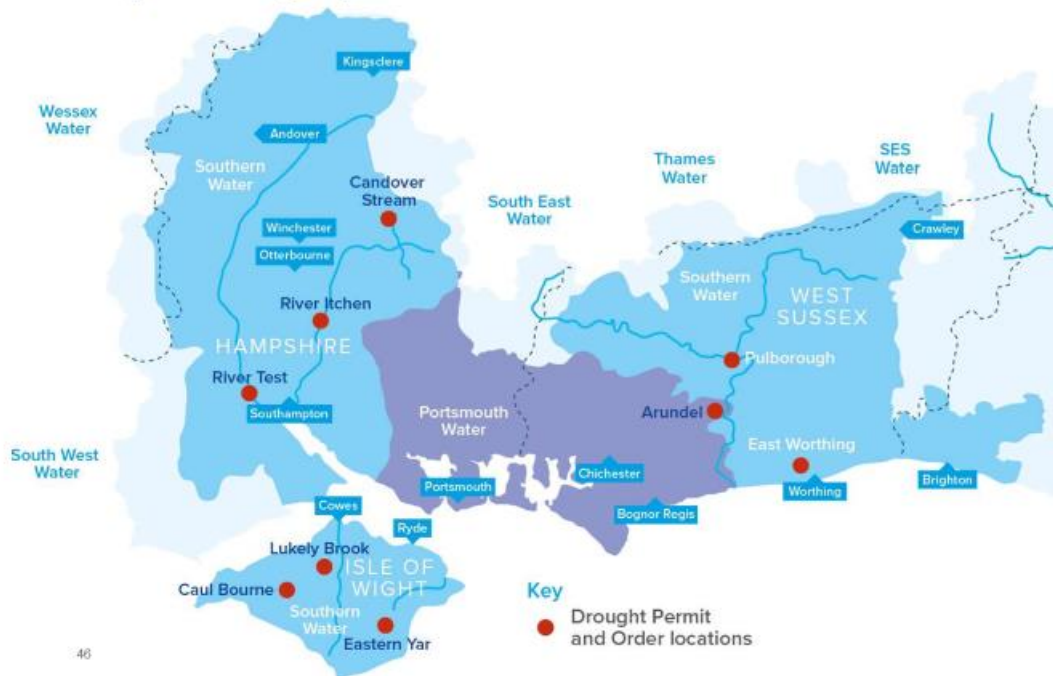 Kingsclere
Wessex
Water
Andover
Southern
Water
Candover
Stream
Thames
Water
SES
Water
South East
Water
Winchester
Otterbourne
Crawley
Southern
Water
WEST
SUSSEX
River Itchen
HAMPSHIRE
Pulborough
River Test
Southampton
Portsmouth
Water
Arundel
South West
Water
East Worthing
Chichester
Portsmouth
Brighton
Worthing
Bognor Regis
Cowes
Ryde
Lukely Brook
ISLE OF
WIGHT
Caul Bourne
Southern
Water
Eastern Yar
Key
Drought Permit
and Order locations
46